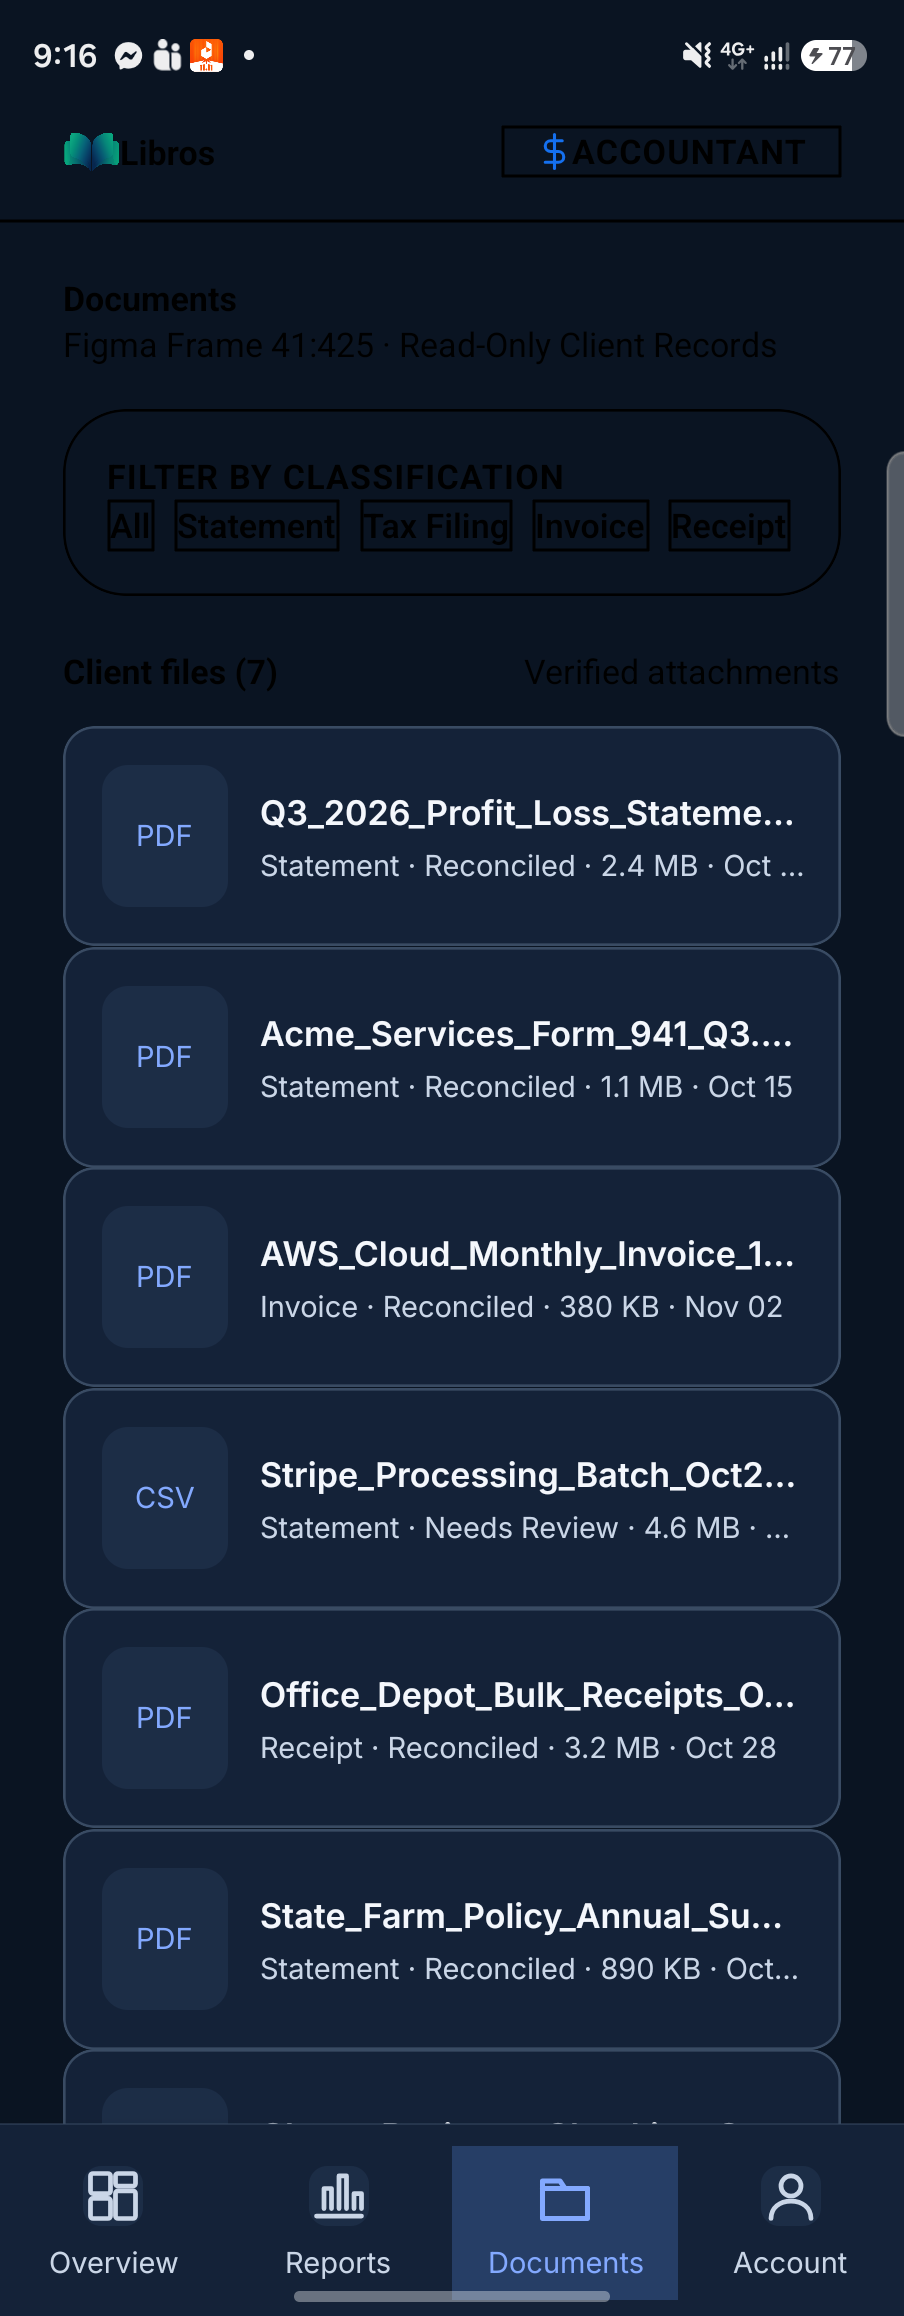 9:16
4G+
77
Libros
$ACCOUNTANT
Documents
Figma Frame 41:425 · Read-Only Client Records
FILTER BY CLASSIFICATION
All Statement Tax Filing Invoice Receipt
Client files (7) Verified attachments
PDF
Q3_2026_Profit_Loss_Stateme...
Statement · Reconciled · 2.4 MB · Oct ...
PDF
Acme_Services_Form_941_Q3....
Statement · Reconciled · 1.1 MB · Oct 15
PDF
AWS_Cloud_Monthly_Invoice_1...
Invoice · Reconciled · 380 KB · Nov 02
CSV
Stripe_Processing_Batch_Oct2...
Statement · Needs Review · 4.6 MB · ...
PDF
Office_Depot_Bulk_Receipts_O...
Receipt · Reconciled · 3.2 MB · Oct 28
PDF
State_Farm_Policy_Annual_Su...
Statement · Reconciled · 890 KB · Oct...
Overview Reports Documents Account